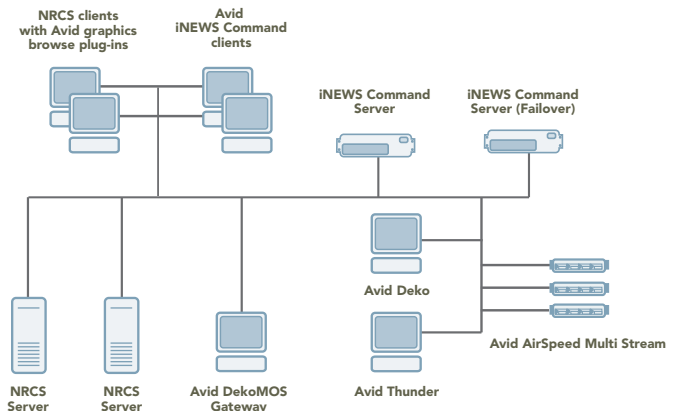 NRCS clients
with Avid graphics
browse plug-ins
Avid
iNEWS Command
clients
iNEWS Command
Server
iNEWS Command
Server (Failover)
Avid Deko
Avid AirSpeed Multi Stream
NRCS
Server
NRCS
Server
Avid DekoMOS
Gateway
Avid Thunder